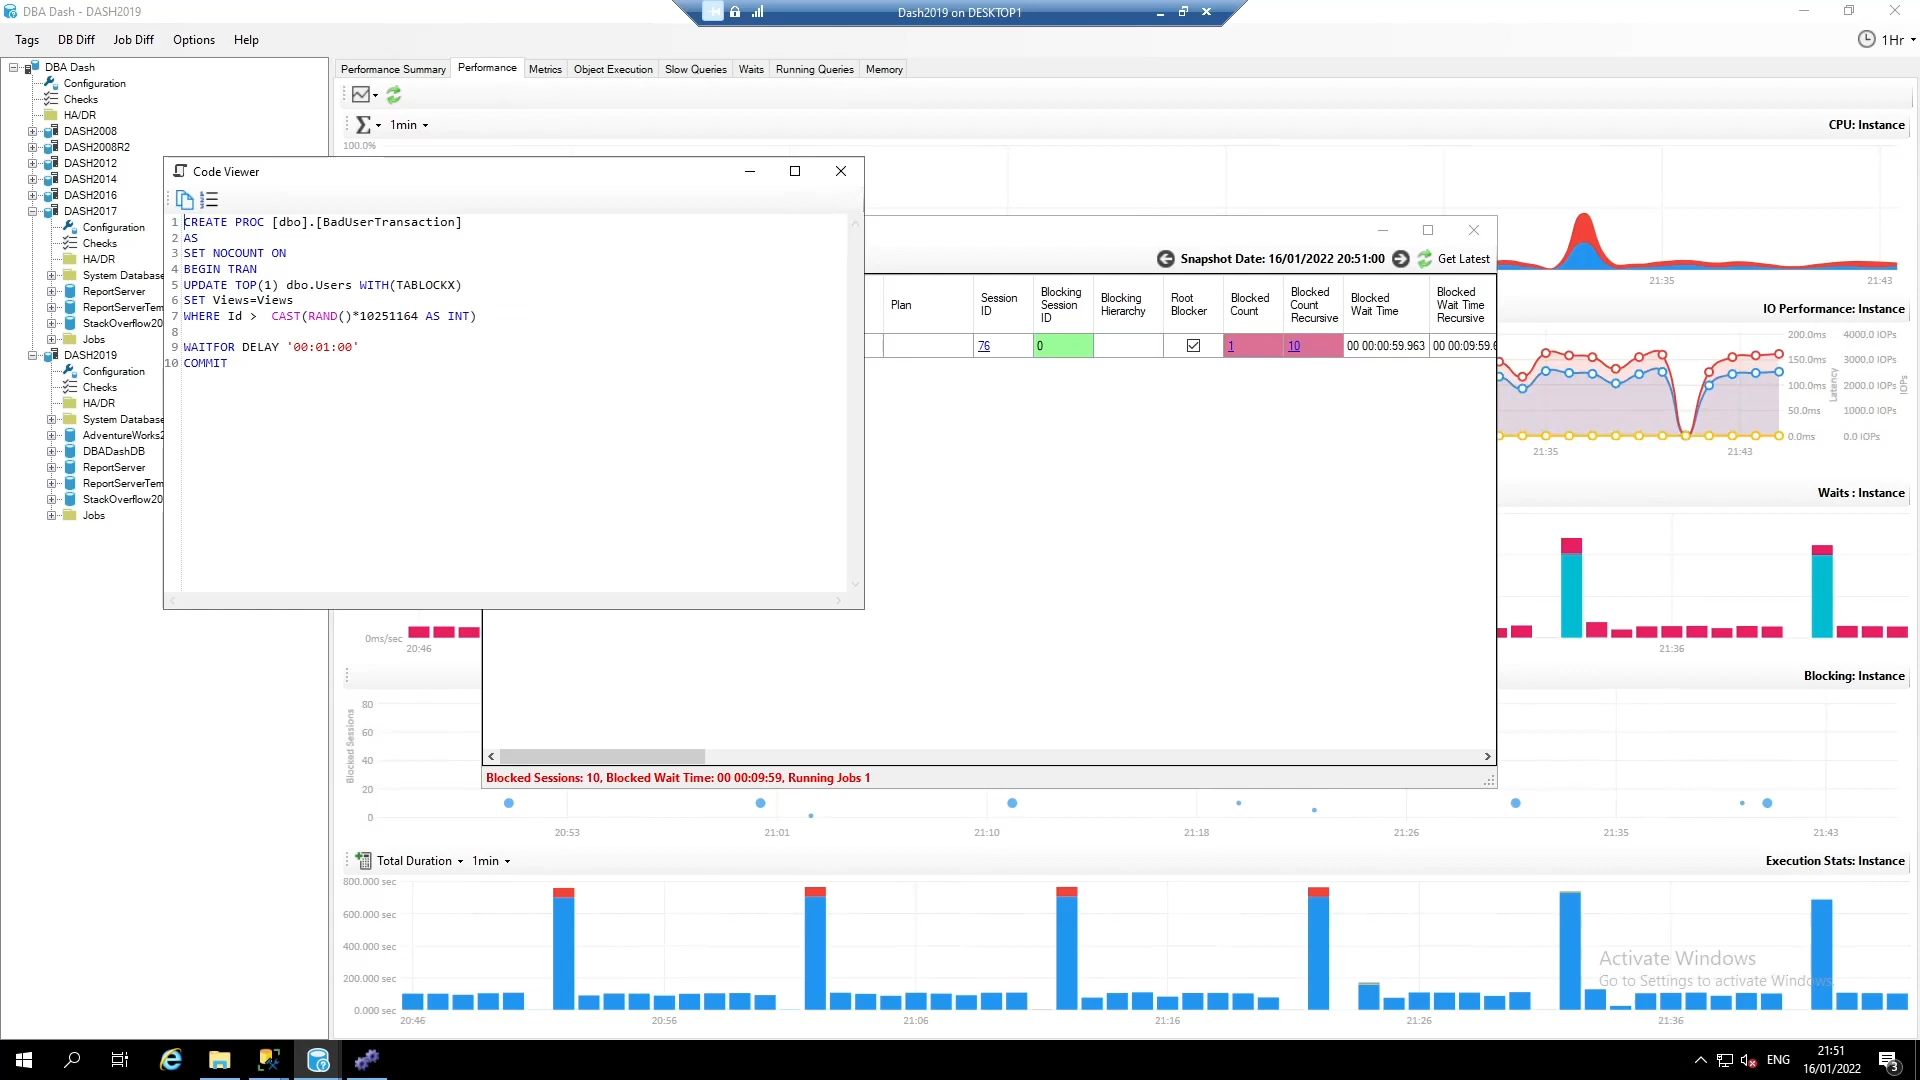 DBA Dash - DASH2019
Dash2019 on DESKTOP1
Tags DB Diff Job Diff Options Help
1Hr
DBA Dash
Configuration
Checks
HA/DR
DASH2008
DASH2008R2
DASH2012
DASH2014
DASH2016
DASH2017
Configuration
Checks
HA/DR
System Database
ReportServer
ReportServerTem
StackOverflow20
Jobs
DASH2019
Configuration
Checks
HA/DR
System Database
AdventureWorks2
DBADashDB
ReportServer
ReportServerTem
StackOverflow20
Jobs
Performance Summary Performance Metrics Object Execution Slow Queries Waits Running Queries Memory
1min
CPU: Instance
100.0%
21:35 21:43
Code Viewer
1 CREATE PROC [dbo].[BadUserTransaction]
2 AS
3 SET NOCOUNT ON
4 BEGIN TRAN
5 UPDATE TOP(1) dbo.Users WITH(TABLOCKX)
6 SET Views=Views
7 WHERE Id > CAST(RAND()*10251164 AS INT)
8
9 WAITFOR DELAY '00:01:00'
10 COMMIT
Snapshot Date: 16/01/2022 20:51:00 Get Latest
Plan
Session ID
Blocking Session ID
Blocking Hierarchy
Root Blocker
Blocked Count
Blocked Count Recursive
Blocked Wait Time
Blocked Wait Time Recursive
76 0 1 10 00 00:00:59.963 00 00:09:59.6
Blocked Sessions: 10, Blocked Wait Time: 00 00:09:59, Running Jobs 1
IO Performance: Instance
200.0ms 4000.0 IOPs
150.0ms 3000.0 IOPs
100.0ms 2000.0 IOPs
50.0ms 1000.0 IOPs
0.0ms 0.0 IOPs
Latency
IOPs
21:35 21:43
Waits : Instance
0ms/sec
20:46
21:36
Blocking: Instance
Blocked Sessions
80
60
40
20
0
20:53 21:01 21:10 21:18 21:26 21:35 21:43
Total Duration 1min
Execution Stats: Instance
800.000 sec
600.000 sec
400.000 sec
200.000 sec
0.000 sec
20:46 20:56 21:06 21:16 21:26 21:36
Activate Windows
Go to Settings to activate Windows.
ENG
21:51
16/01/2022
3